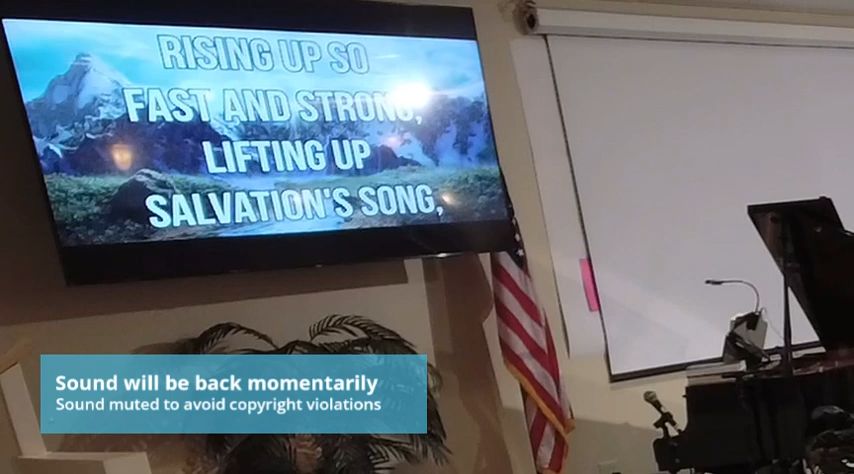 RISING UP SO
FAST AND STRONG,
LIFTING UP
SALVATION'S SONG,
Sound will be back momentarily
Sound muted to avoid copyright violations